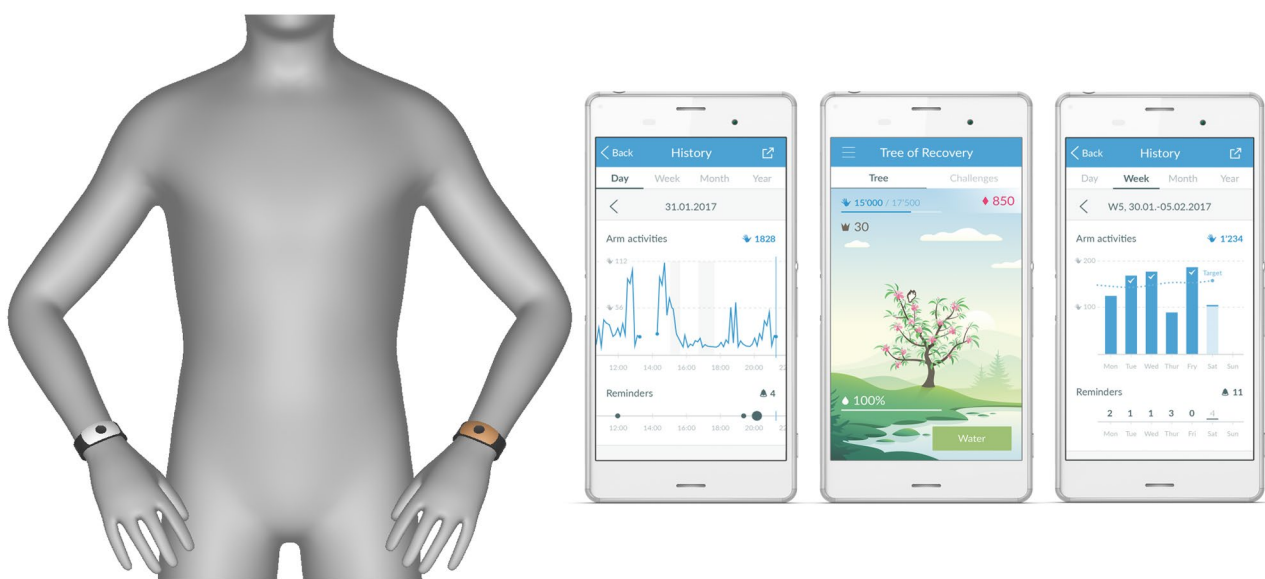 Back History
Day Week Month Year
31.01.2017
Arm activities 1828
112
56
12:00 14:00 16:00 18:00 20:00 22
Reminders 4
12:00 14:00 16:00 18:00 20:00 22
Tree of Recovery
Tree Challenges
15'000 / 17'500 850
30
100%
Water
Back History
Day Week Month Year
W5, 30.01.-05.02.2017
Arm activities 1'234
200
Target
100
Mon Tue Wed Thur Fry Sat Sun
Reminders 11
2 1 1 3 0 4
Mon Tue Wed Thur Fri Sat Sun